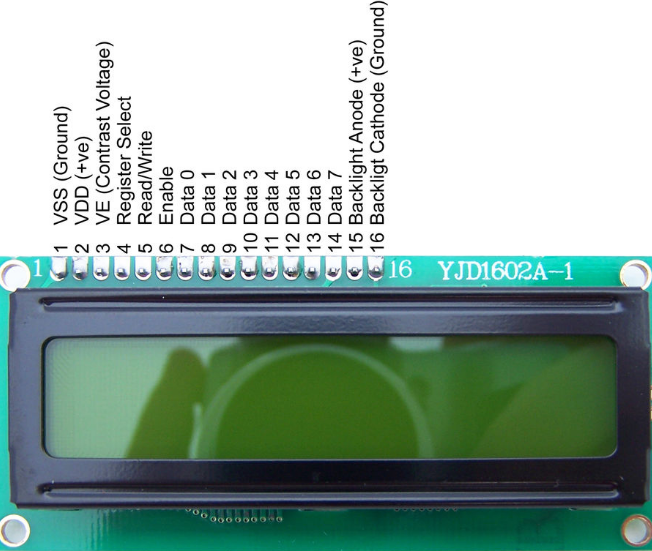 1 VSS (Ground)
2 VDD (+ve)
3 VE (Contrast Voltage)
4 Register Select
5 Read/Write
6 Enable
7 Data 0
8 Data 1
9 Data 2
10 Data 3
11 Data 4
12 Data 5
13 Data 6
14 Data 7
15 Backlight Anode (+ve)
16 Backligt Cathode (Ground)
1
16
YJD1602A-1